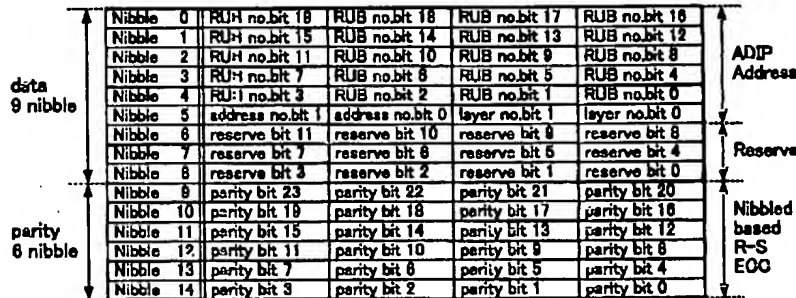 Nibble 0 RUB no.bit 19 RUB no.bit 18 RUB no.bit 17 RUB no.bit 16
Nibble 1 RUB no.bit 15 RUB no.bit 14 RUB no.bit 13 RUB no.bit 12
Nibble 2 RUB no.bit 11 RUB no.bit 10 RUB no.bit 9 RUB no.bit 8
Nibble 3 RUB no.bit 7 RUB no.bit 6 RUB no.bit 5 RUB no.bit 4
Nibble 4 RUB no.bit 3 RUB no.bit 2 RUB no.bit 1 RUB no.bit 0
Nibble 5 address no.bit 1 address no.bit 0 layer no.bit 1 layer no.bit 0
Nibble 6 reserve bit 11 reserve bit 10 reserve bit 9 reserve bit 8
Nibble 7 reserve bit 7 reserve bit 6 reserve bit 5 reserve bit 4
Nibble 8 reserve bit 3 reserve bit 2 reserve bit 1 reserve bit 0
Nibble 9 parity bit 23 parity bit 22 parity bit 21 parity bit 20
Nibble 10 parity bit 19 parity bit 18 parity bit 17 parity bit 16
Nibble 11 parity bit 15 parity bit 14 parity bit 13 parity bit 12
Nibble 12 parity bit 11 parity bit 10 parity bit 9 parity bit 8
Nibble 13 parity bit 7 parity bit 6 parity bit 5 parity bit 4
Nibble 14 parity bit 3 parity bit 2 parity bit 1 parity bit 0
data
9 nibble
parity
6 nibble
ADIP
Address
Reserve
Nibbled
based
R-S
ECC